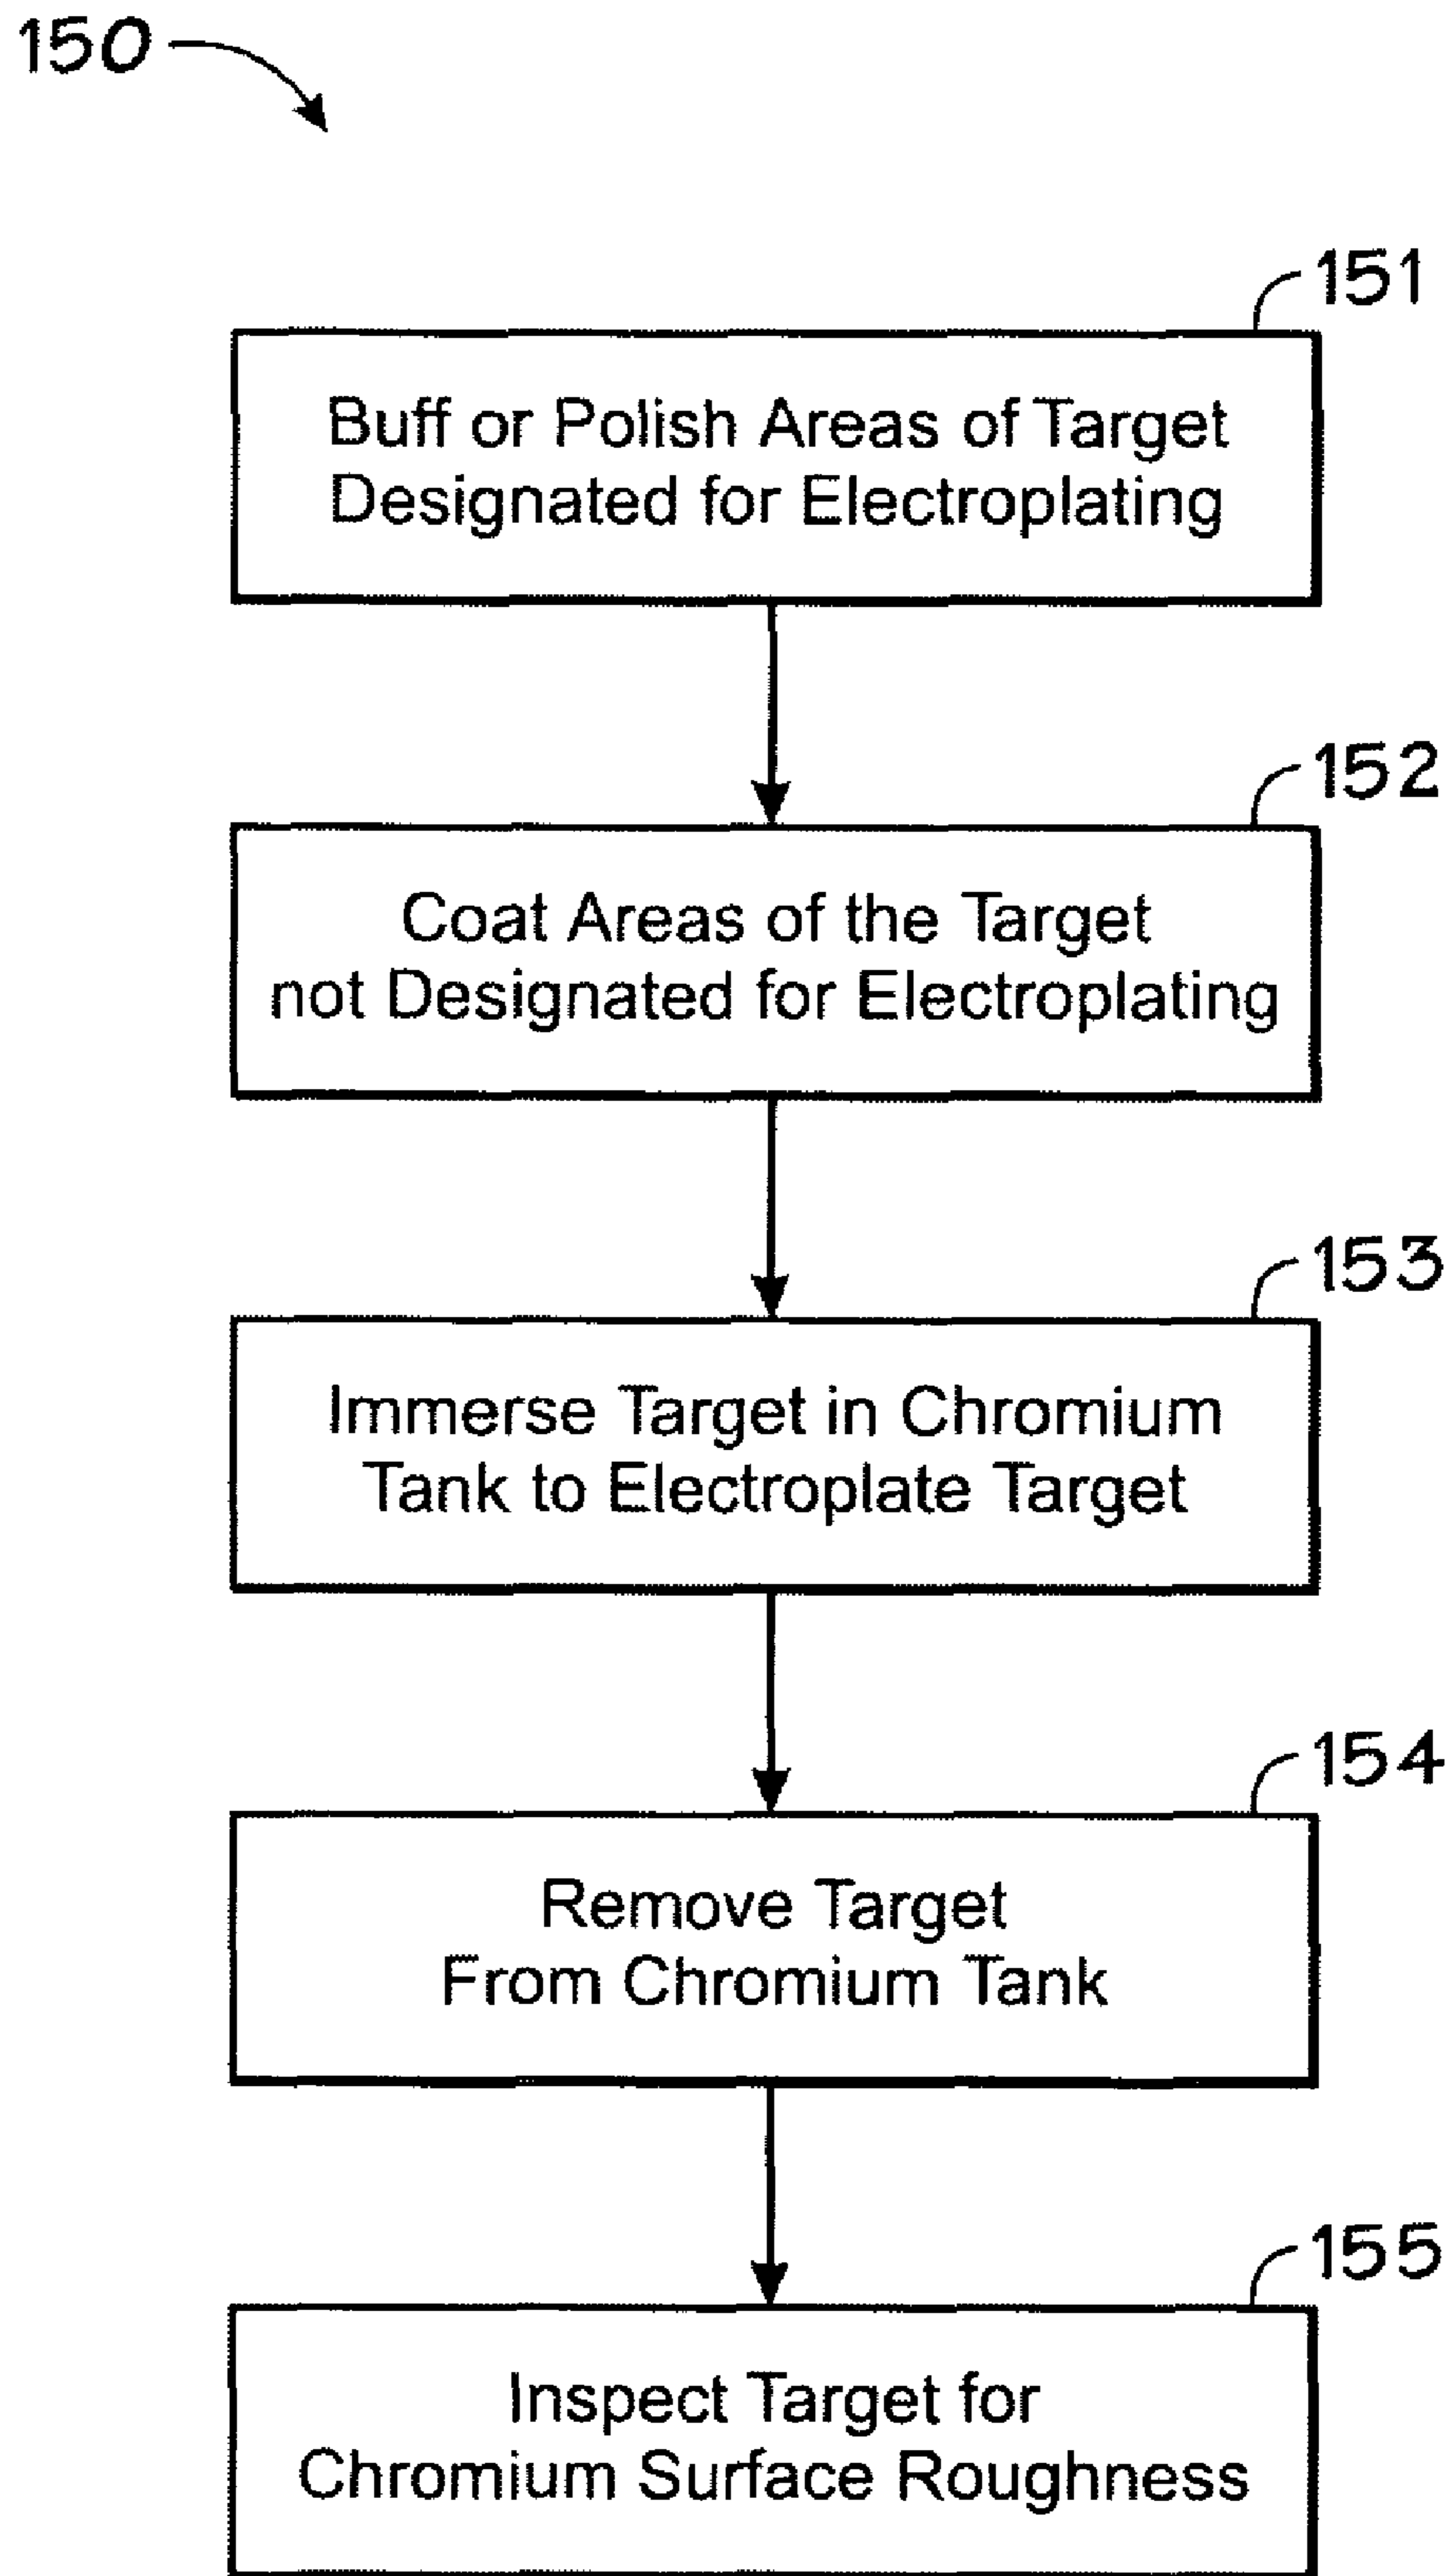 150
151
Buff or Polish Areas of Target
Designated for Electroplating
152
Coat Areas of the Target
not Designated for Electroplating
153
Immerse Target in Chromium
Tank to Electroplate Target
154
Remove Target
From Chromium Tank
155
Inspect Target for
Chromium Surface Roughness